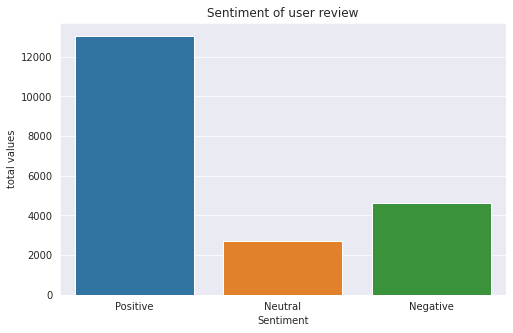 Sentiment of user review
total values
12000
10000
8000
6000
4000
2000
0
Positive
Neutral
Negative
Sentiment